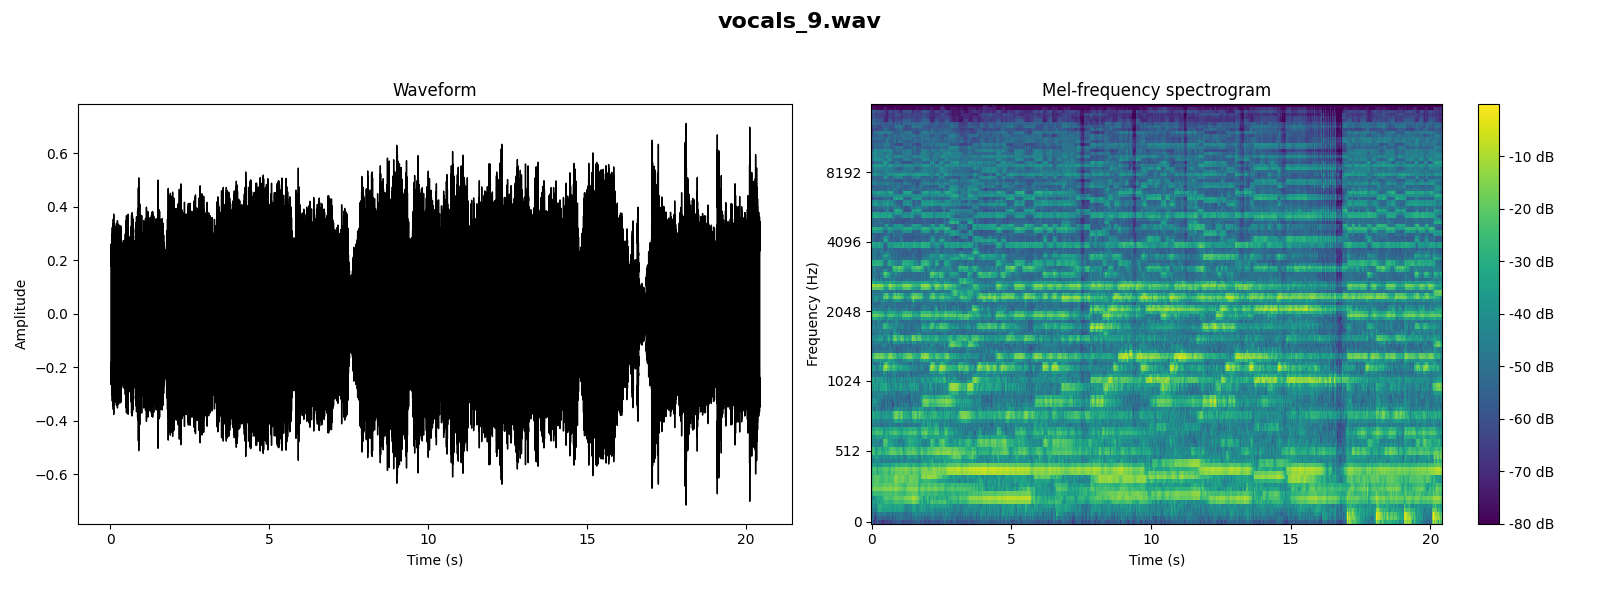 vocals_9.wav
Waveform
Mel-frequency spectrogram
0.6
0.4
0.2
0.0
−0.2
−0.4
−0.6
Amplitude
0 5 10 15 20
Time (s)
8192
4096
2048
1024
512
0
Frequency (Hz)
0 5 10 15 20
Time (s)
-10 dB
-20 dB
-30 dB
-40 dB
-50 dB
-60 dB
-70 dB
-80 dB